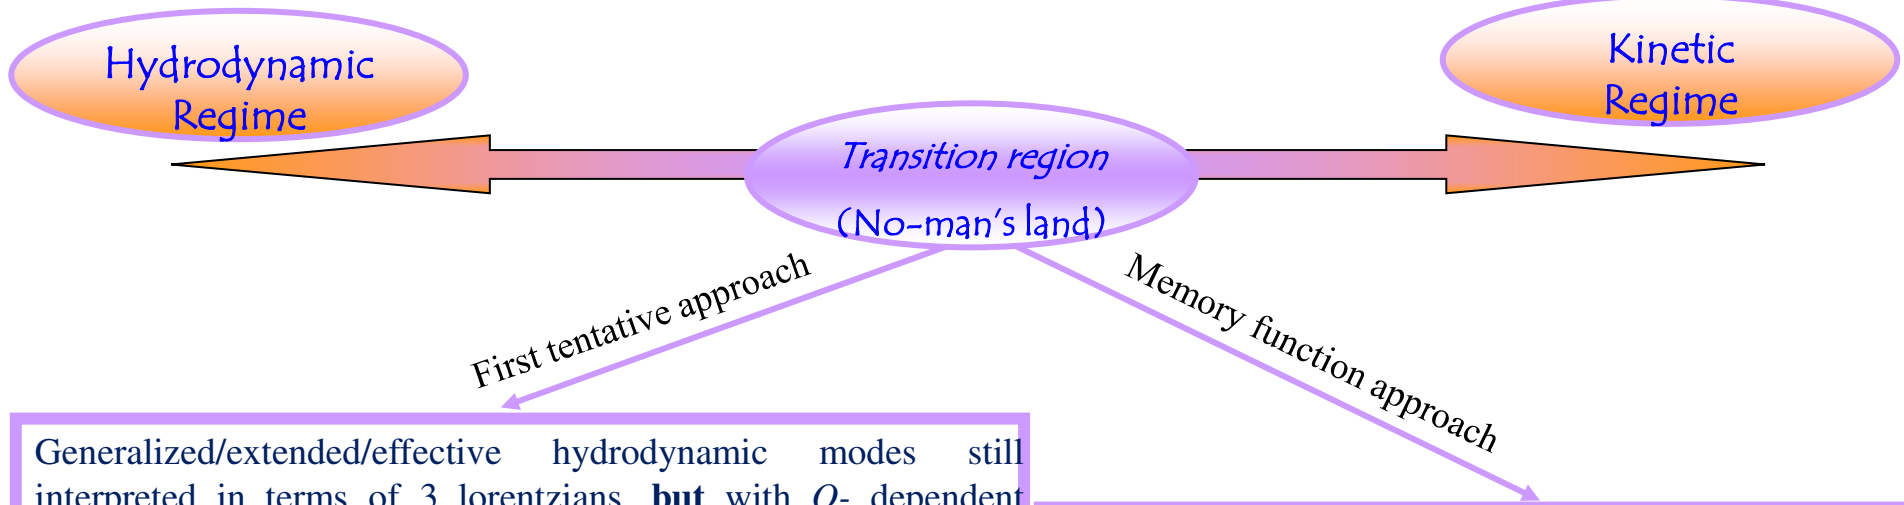 Hydrodynamic
Regime
Kinetic
Regime
Transition region
(No-man's land)
First tentative approach
Memory function approach
Generalized/extended/effective hydrodynamic modes still
interpreted in terms of 3 lorentzians but with Q- dependent